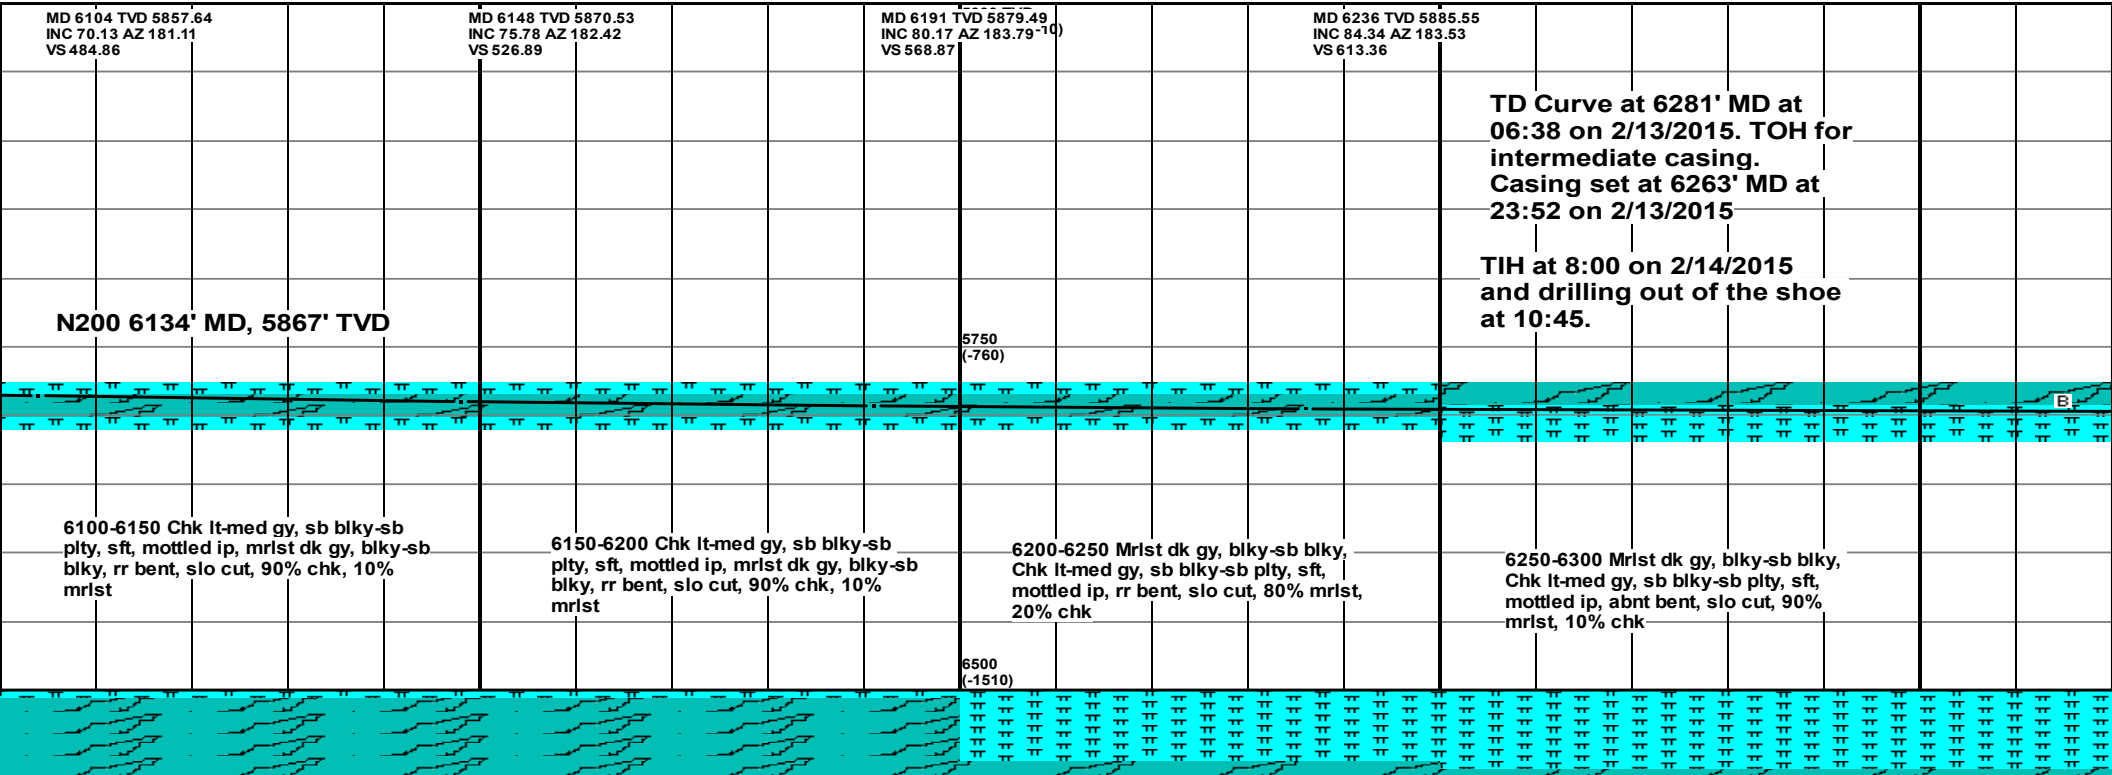 MD 6104 TVD 5857.64
INC 70.13 AZ 181.11
VS 484.86
MD 6148 TVD 5870.53
INC 75.78 AZ 182.42
VS 526.89
MD 6191 TVD 5879.49
INC 80.17 AZ 183.79
VS 568.87
-10)
MD 6236 TVD 5885.55
INC 84.34 AZ 183.53
VS 613.36
TD Curve at 6281' MD at
06:38 on 2/13/2015. TOH for
intermediate casing.
Casing set at 6263' MD at
23:52 on 2/13/2015
TIH at 8:00 on 2/14/2015
and drilling out of the shoe
at 10:45.
N200 6134' MD, 5867' TVD
5750
(-760)
B
6100-6150 Chk lt-med gy, sb blky-sb
plty, sft, mottled ip, mrlst dk gy, blky-sb
blky, rr bent, slo cut, 90% chk, 10%
mrlst
6150-6200 Chk lt-med gy, sb blky-sb
plty, sft, mottled ip, mrlst dk gy, blky-sb
blky, rr bent, slo cut, 90% chk, 10%
mrlst
6200-6250 Mrlst dk gy, blky-sb blky,
Chk lt-med gy, sb blky-sb plty, sft,
mottled ip, rr bent, slo cut, 80% mrlst,
20% chk
6250-6300 Mrlst dk gy, blky-sb blky,
Chk lt-med gy, sb blky-sb plty, sft,
mottled ip, abnt bent, slo cut, 90%
mrlst, 10% chk
6500
(-1510)